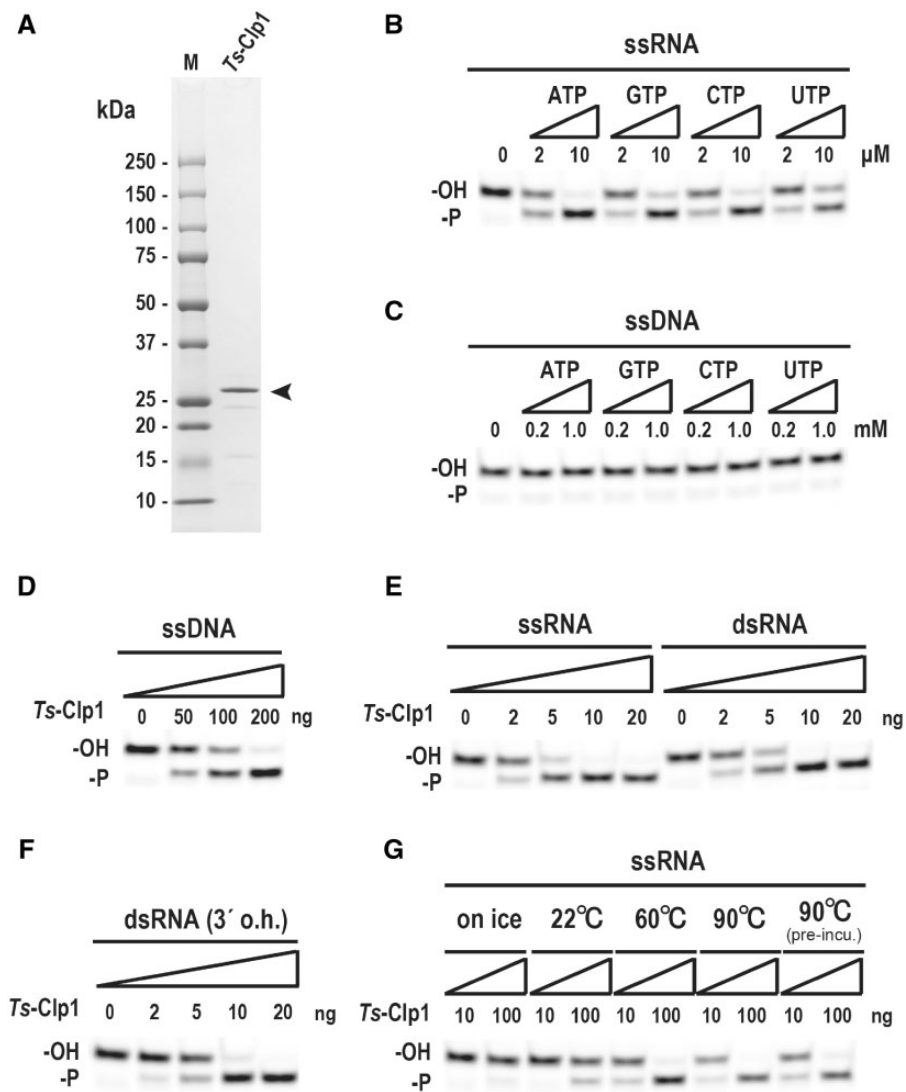 A
M
Ts-Clp1
kDa
250 -
150 -
100 -
75 -
50 -
37 -
25 -
20 -
15 -
10 -
B
ssRNA
ATP GTP CTP UTP
0 2 10 2 10 2 10 2 10 µM
-OH
-P
C
ssDNA
ATP GTP CTP UTP
0 0.2 1.0 0.2 1.0 0.2 1.0 0.2 1.0 mM
-OH
-P
D
ssDNA
Ts-Clp1 0 50 100 200 ng
-OH
-P
E
ssRNA dsRNA
Ts-Clp1 0 2 5 10 20 0 2 5 10 20 ng
-OH
-P
F
dsRNA (3´ o.h.)
Ts-Clp1 0 2 5 10 20 ng
-OH
-P
G
ssRNA
on ice 22℃ 60℃ 90℃ 90℃
(pre-incu.)
Ts-Clp1 10 100 10 100 10 100 10 100 10 100 ng
-OH
-P